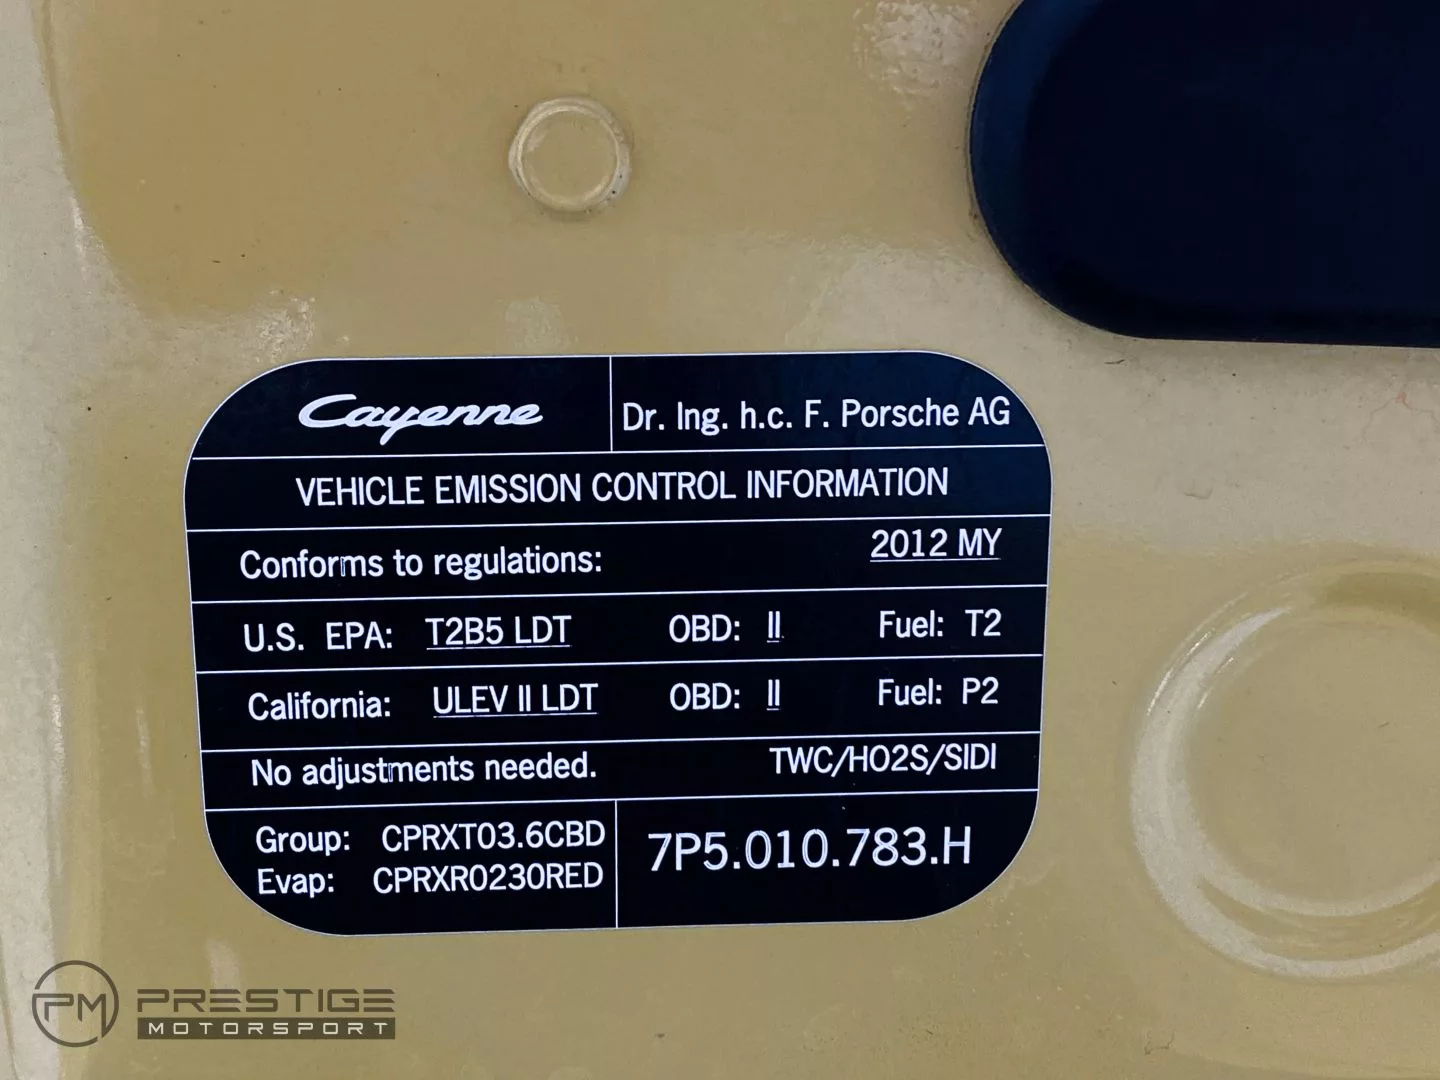 Cayenne Dr. Ing. h.c. F. Porsche AG
VEHICLE EMISSION CONTROL INFORMATION
Conforms to regulations: 2012 MY
U.S. EPA: T2B5 LDT OBD: II Fuel: T2
California: ULEV II LDT OBD: II Fuel: P2
No adjustments needed. TWC/HO2S/SIDI
Group: CPRXT03.6CBD
Evap: CPRXR0230RED
7P5.010.783.H
PM PRESTIGE
MOTORSPORT